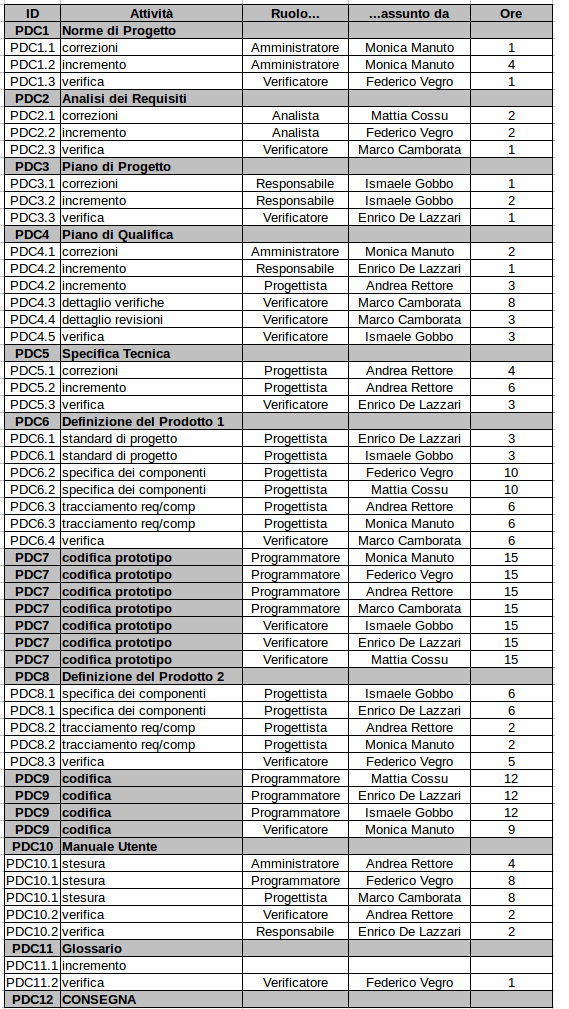 ID Attività Ruolo... ...assunto da Ore
PDC1 Norme di Progetto
PDC1.1 correzioni Amministratore Monica Manuto 1
PDC1.2 incremento Amministratore Monica Manuto 4
PDC1.3 verifica Verificatore Federico Vegro 1
PDC2 Analisi dei Requisiti
PDC2.1 correzioni Analista Mattia Cossu 2
PDC2.2 incremento Analista Federico Vegro 2
PDC2.3 verifica Verificatore Marco Camborata 1
PDC3 Piano di Progetto
PDC3.1 correzioni Responsabile Ismaele Gobbo 1
PDC3.2 incremento Responsabile Ismaele Gobbo 2
PDC3.3 verifica Verificatore Enrico De Lazzari 1
PDC4 Piano di Qualifica
PDC4.1 correzioni Amministratore Monica Manuto 2
PDC4.2 incremento Responsabile Enrico De Lazzari 1
PDC4.2 incremento Progettista Andrea Rettore 3
PDC4.3 dettaglio verifiche Verificatore Marco Camborata 8
PDC4.4 dettaglio revisioni Verificatore Marco Camborata 3
PDC4.5 verifica Verificatore Ismaele Gobbo 3
PDC5 Specifica Tecnica
PDC5.1 correzioni Progettista Andrea Rettore 4
PDC5.2 incremento Progettista Andrea Rettore 6
PDC5.3 verifica Verificatore Enrico De Lazzari 3
PDC6 Definizione del Prodotto 1
PDC6.1 standard di progetto Progettista Enrico De Lazzari 3
PDC6.1 standard di progetto Progettista Ismaele Gobbo 3
PDC6.2 specifica dei componenti Progettista Federico Vegro 10
PDC6.2 specifica dei componenti Progettista Mattia Cossu 10
PDC6.3 tracciamento req/comp Progettista Andrea Rettore 6
PDC6.3 tracciamento req/comp Progettista Monica Manuto 6
PDC6.4 verifica Verificatore Marco Camborata 6
PDC7 codifica prototipo Programmatore Monica Manuto 15
PDC7 codifica prototipo Programmatore Federico Vegro 15
PDC7 codifica prototipo Programmatore Andrea Rettore 15
PDC7 codifica prototipo Programmatore Marco Camborata 15
PDC7 codifica prototipo Verificatore Ismaele Gobbo 15
PDC7 codifica prototipo Verificatore Enrico De Lazzari 15
PDC7 codifica prototipo Verificatore Mattia Cossu 15
PDC8 Definizione del Prodotto 2
PDC8.1 specifica dei componenti Progettista Ismaele Gobbo 6
PDC8.1 specifica dei componenti Progettista Enrico De Lazzari 6
PDC8.2 tracciamento req/comp Progettista Andrea Rettore 2
PDC8.2 tracciamento req/comp Progettista Monica Manuto 2
PDC8.3 verifica Verificatore Federico Vegro 5
PDC9 codifica Programmatore Mattia Cossu 12
PDC9 codifica Programmatore Enrico De Lazzari 12
PDC9 codifica Programmatore Ismaele Gobbo 12
PDC9 codifica Verificatore Monica Manuto 9
PDC10 Manuale Utente
PDC10.1 stesura Amministratore Andrea Rettore 4
PDC10.1 stesura Programmatore Federico Vegro 8
PDC10.1 stesura Progettista Marco Camborata 8
PDC10.2 verifica Verificatore Andrea Rettore 2
PDC10.2 verifica Responsabile Enrico De Lazzari 2
PDC11 Glossario
PDC11.1 incremento
PDC11.2 verifica Verificatore Federico Vegro 1
PDC12 CONSEGNA